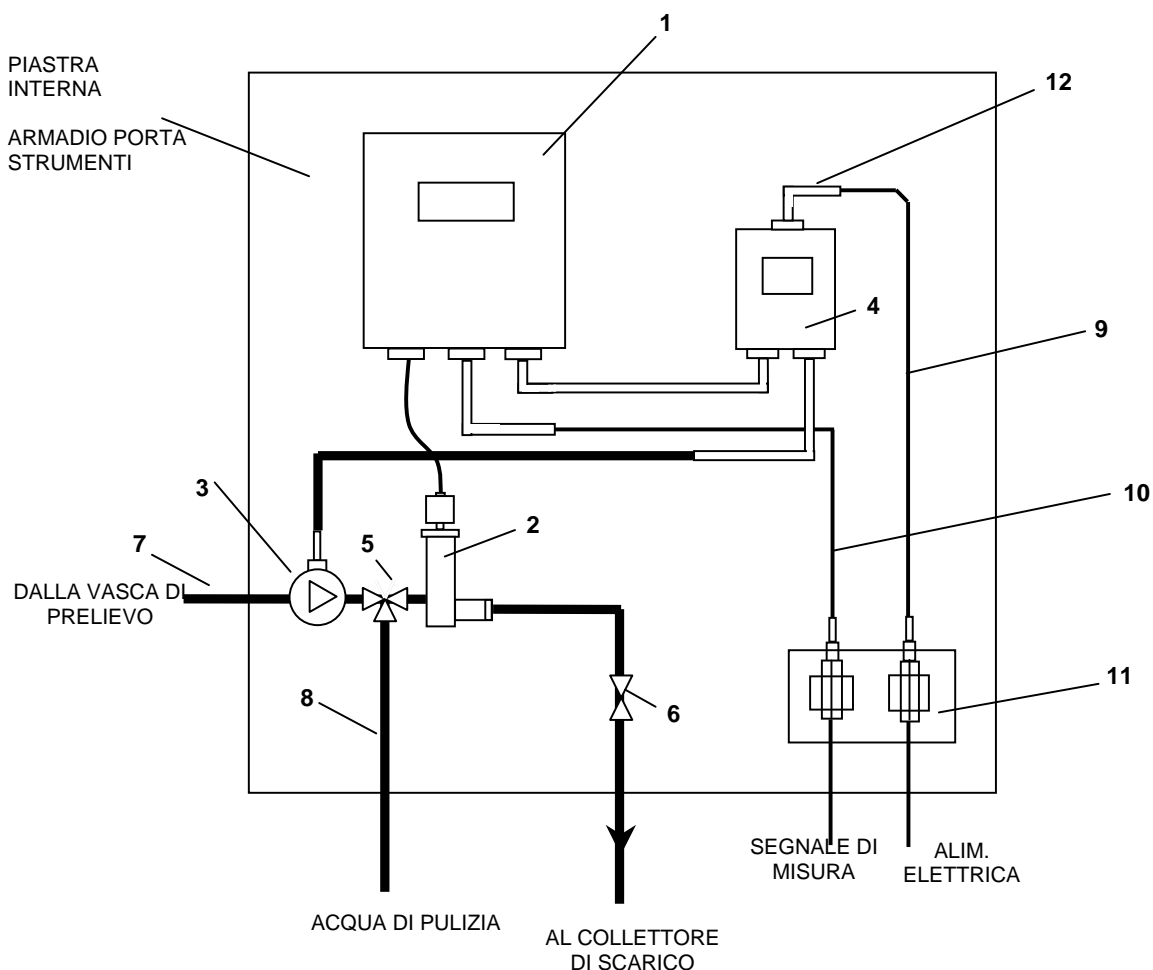 1
PIASTRA
INTERNA
12
ARMADIO PORTA
STRUMENTI
4
9
3
10
2
7
5
DALLA VASCA DI
PRELIEVO
11
8
6
SEGNALE DI
MISURA
ALIM.
ELETTRICA
ACQUA DI PULIZIA
AL COLLETTORE
DI SCARICO